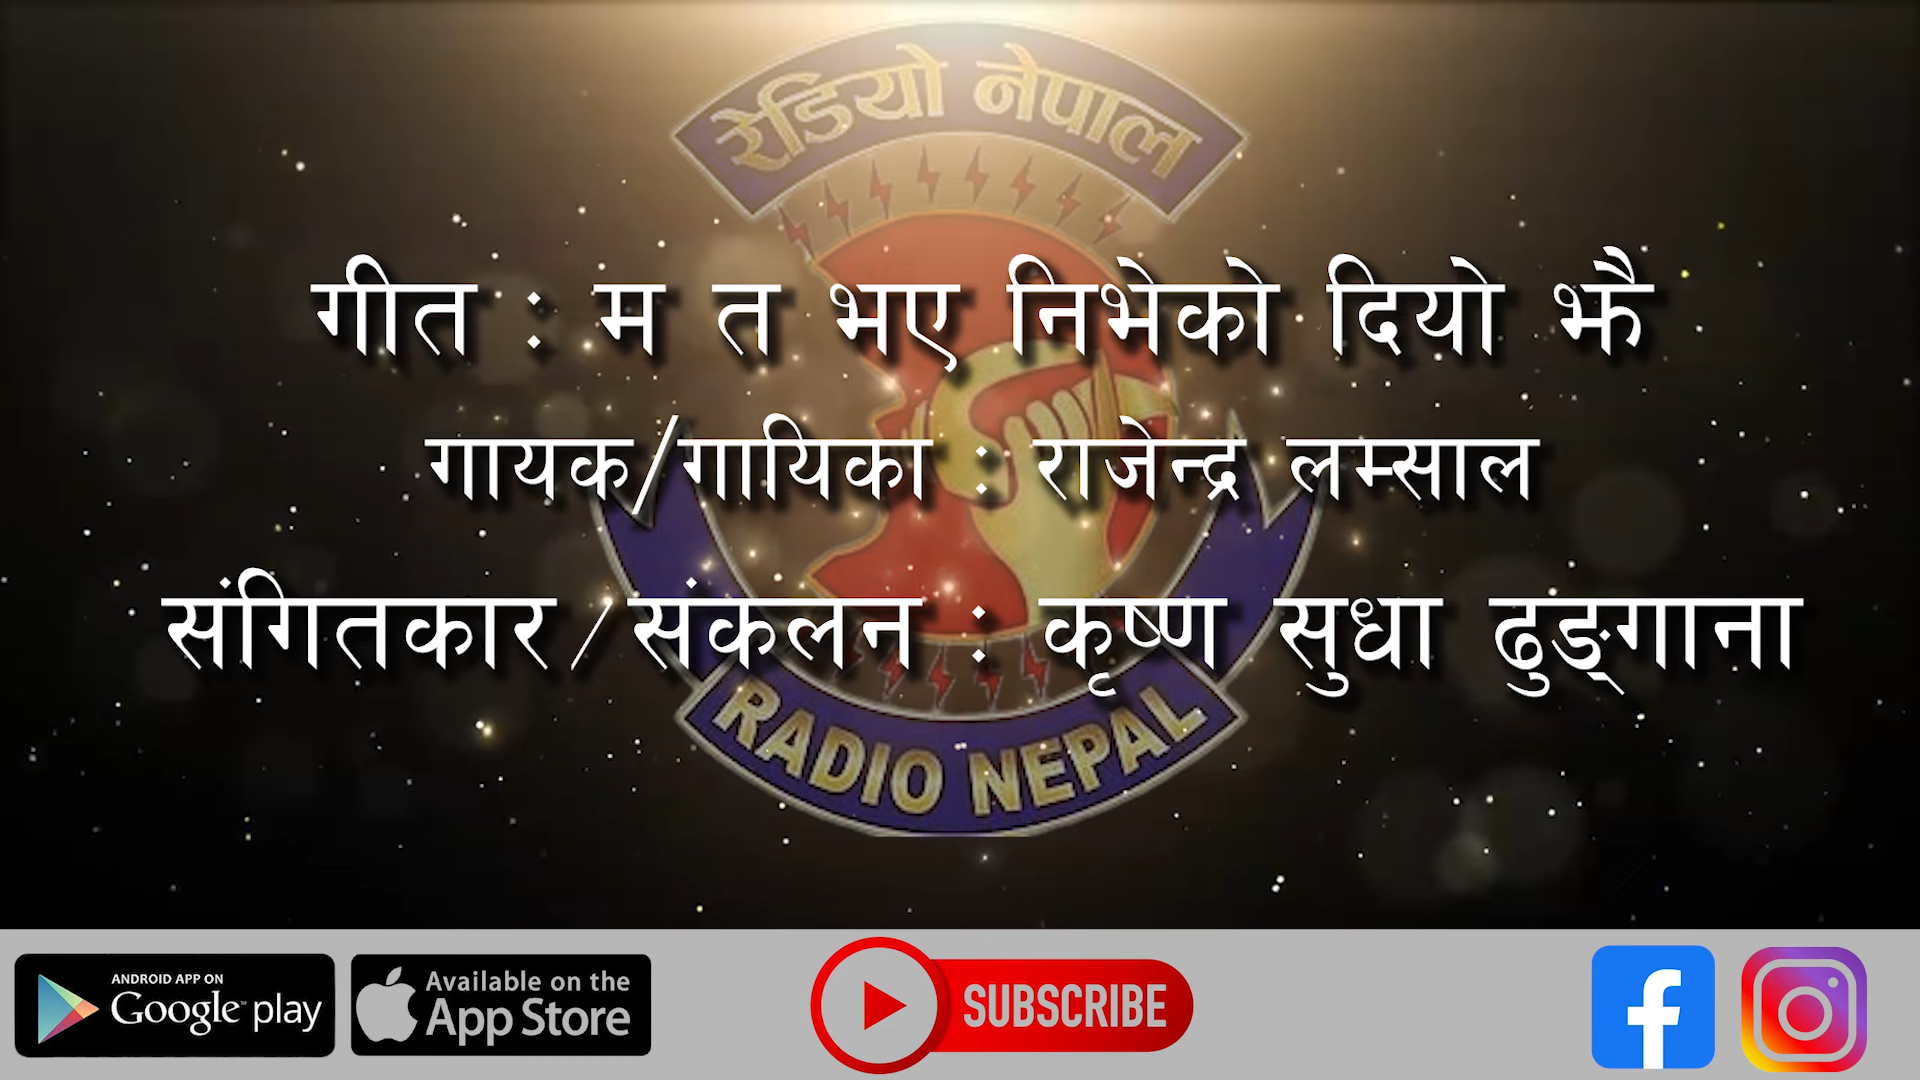 रेडियो नेपाल
गीत : म त भए निभेको दियो झै
गायक/गायिका : राजेन्द्र लम्साल
संगितकार/संकलन : कृष्ण सुधा ढुङ्गाना
RADIO NEPAL
ANDROID APP ON
Google play
Available on the
App Store
SUBSCRIBE